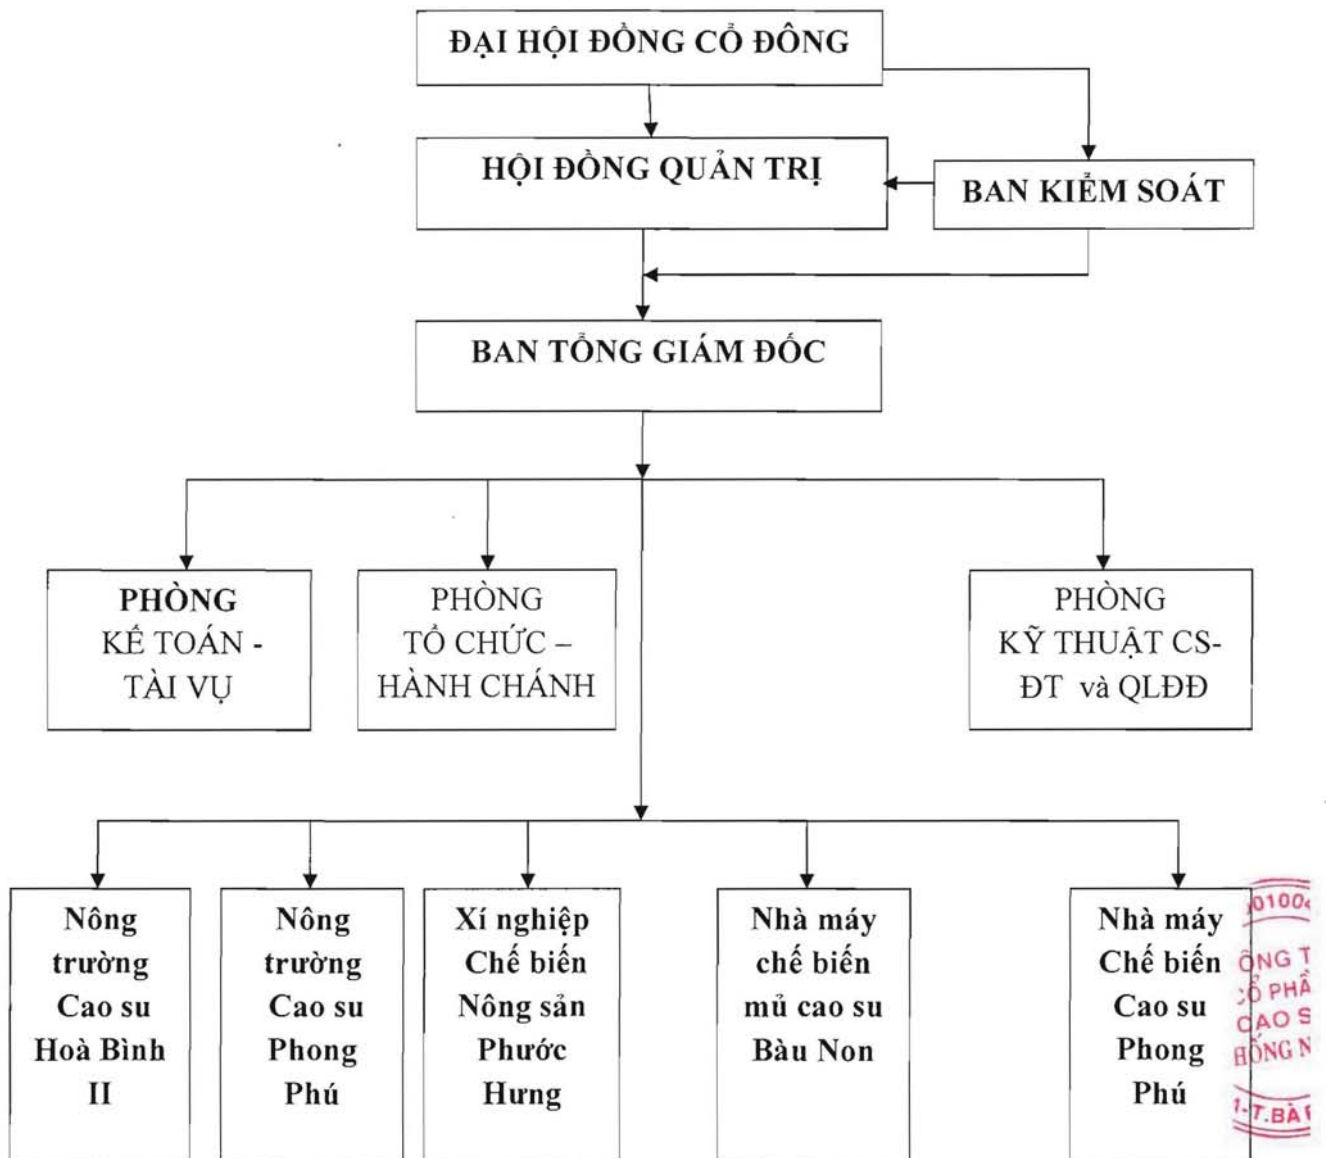 ĐẠI HỘI ĐỒNG CỔ ĐÔNG
HỘI ĐỒNG QUẢN TRỊ
BAN KIỂM SOÁT
BAN TỔNG GIÁM ĐỐC
PHÒNG
KẾ TOÁN -
TÀI VỤ
PHÒNG
TỔ CHỨC –
HÀNH CHÁNH
PHÒNG
KỸ THUẬT CS-
ĐT và QLĐĐ
Nông
trường
Cao su
Hoà Bình
II
Nông
trường
Cao su
Phong
Phú
Xí nghiệp
Chế biến
Nông sản
Phước
Hưng
Nhà máy
chế biến
mủ cao su
Bàu Non
Nhà máy
Chế biến
Cao su
Phong
Phú
CAO S